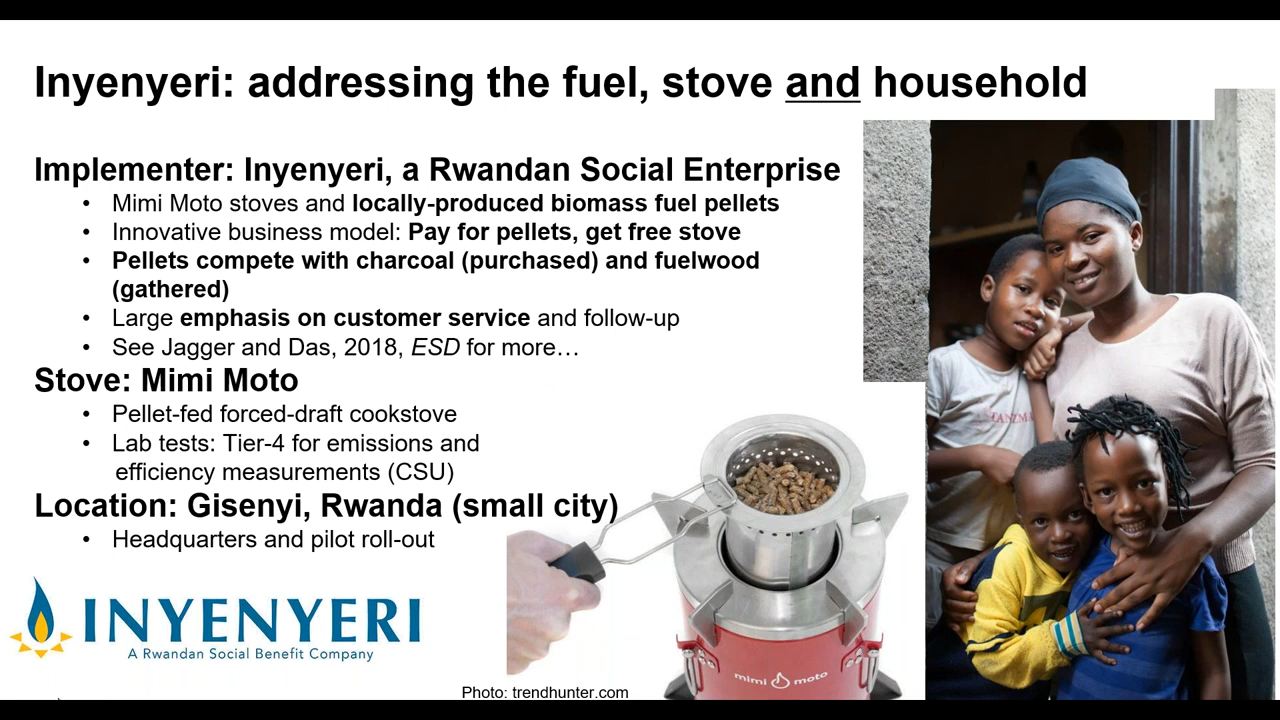 Inyenyeri: addressing the fuel, stove and household
Implementer: Inyenyeri, a Rwandan Social Enterprise
• Mimi Moto stoves and locally-produced biomass fuel pellets
• Innovative business model: Pay for pellets, get free stove
• Pellets compete with charcoal (purchased) and fuelwood
(gathered)
• Large emphasis on customer service and follow-up
• See Jagger and Das, 2018, ESD for more…
Stove: Mimi Moto
• Pellet-fed forced-draft cookstove
• Lab tests: Tier-4 for emissions and
efficiency measurements (CSU)
Location: Gisenyi, Rwanda (small city)
• Headquarters and pilot roll-out
INYENYERI
A Rwandan Social Benefit Company
mimi moto
Photo: trendhunter.com